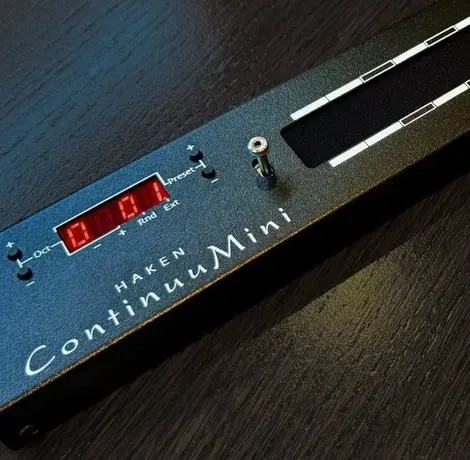 +
Preset
-
+
Oct
-
0 0.1.
- +
Rnd Ext
HAKEN
ContinuuMini